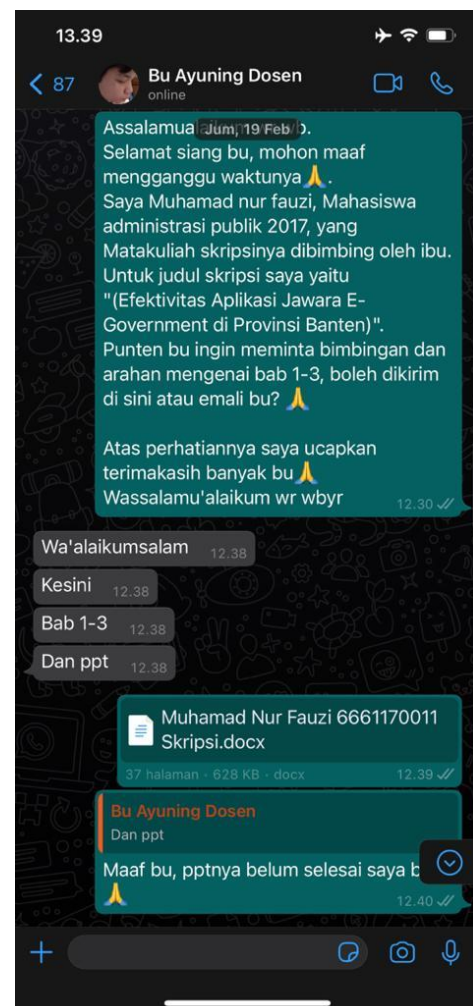 13.39
87
Bu Ayuning Dosen
online
Jum, 19 Feb
Assalamua
Selamat siang bu, mohon maaf
mengganggu waktunya 🙏.
Saya Muhamad nur fauzi, Mahasiswa
administrasi publik 2017, yang
Matakuliah skripsinya dibimbing oleh ibu.
Untuk judul skripsi saya yaitu
"(Efektivitas Aplikasi Jawara E-
Government di Provinsi Banten)".
Punten bu ingin meminta bimbingan dan
arahan mengenai bab 1-3, boleh dikirim
di sini atau emali bu? 🙏
Atas perhatiannya saya ucapkan
terimakasih banyak bu🙏
Wassalamu'alaikum wr wbyr
12.30
Wa'alaikumsalam 12.38
Kesini 12.38
Bab 1-3 12.38
Dan ppt 12.38
Muhamad Nur Fauzi 6661170011
Skripsi.docx
37 halaman · 628 KB · docx 12.39
Bu Ayuning Dosen
Dan ppt
Maaf bu, pptnya belum selesai saya b
🙏
12.40